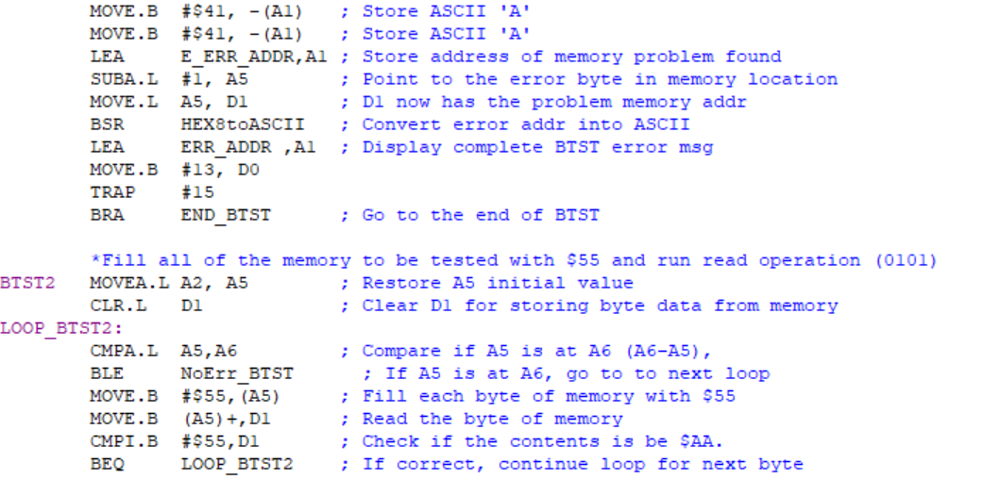 MOVE.B #$41, -(A1) ; Store ASCII 'A'
MOVE.B #$41, -(A1) ; Store ASCII 'A'
LEA E_ERR_ADDR,A1 ; Store address of memory problem found
SUBA.L #1, A5 ; Point to the error byte in memory location
MOVE.L A5, D1 ; D1 now has the problem memory addr
BSR HEX8toASCII ; Convert error addr into ASCII
LEA ERR_ADDR ,A1 ; Display complete BTST error msg
MOVE.B #13, D0
TRAP #15
BRA END_BTST ; Go to the end of BTST
*Fill all of the memory to be tested with $55 and run read operation (0101)
BTST2 MOVEA.L A2, A5 ; Restore A5 initial value
CLR.L D1 ; Clear D1 for storing byte data from memory
LOOP_BTST2:
CMPA.L A5,A6 ; Compare if A5 is at A6 (A6-A5),
BLE NoErr_BTST ; If A5 is at A6, go to to next loop
MOVE.B #$55,(A5) ; Fill each byte of memory with $55
MOVE.B (A5)+,D1 ; Read the byte of memory
CMPI.B #$55,D1 ; Check if the contents is be $AA.
BEQ LOOP_BTST2 ; If correct, continue loop for next byte